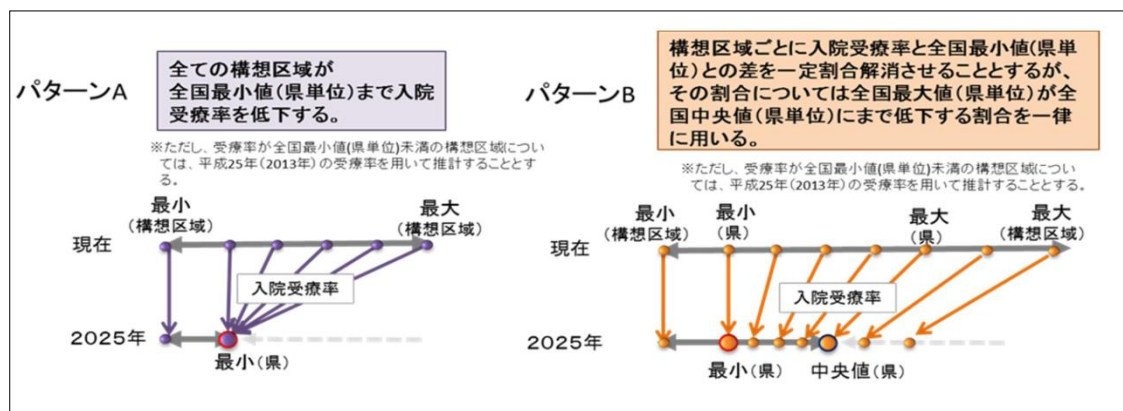 パターンA
全ての構想区域が
全国最小値(県単位)まで入院
受療率を低下する。
※ただし、受療率が全国最小値(県単位)未満の構想区域につい
ては、平成25年(2013年)の受療率を用いて推計することとす
る。
最小
(構想区域)
最大
(構想区域)
現在
入院受療率
2025年
最小(県)
パターンB
構想区域ごとに入院受療率と全国最小値(県単
位)との差を一定割合解消させることとするが、
その割合については全国最大値(県単位)が全
国中央値(県単位)にまで低下する割合を一律
に用いる。
※ただし、受療率が全国最小値(県単位)未満の構想区域につい
ては、平成25年(2013年)の受療率を用いて推計することとする。
最小
(構想区域)
最小
(県)
最大
(県)
最大
(構想区域)
現在
入院受療率
2025年
最小(県)
中央値(県)